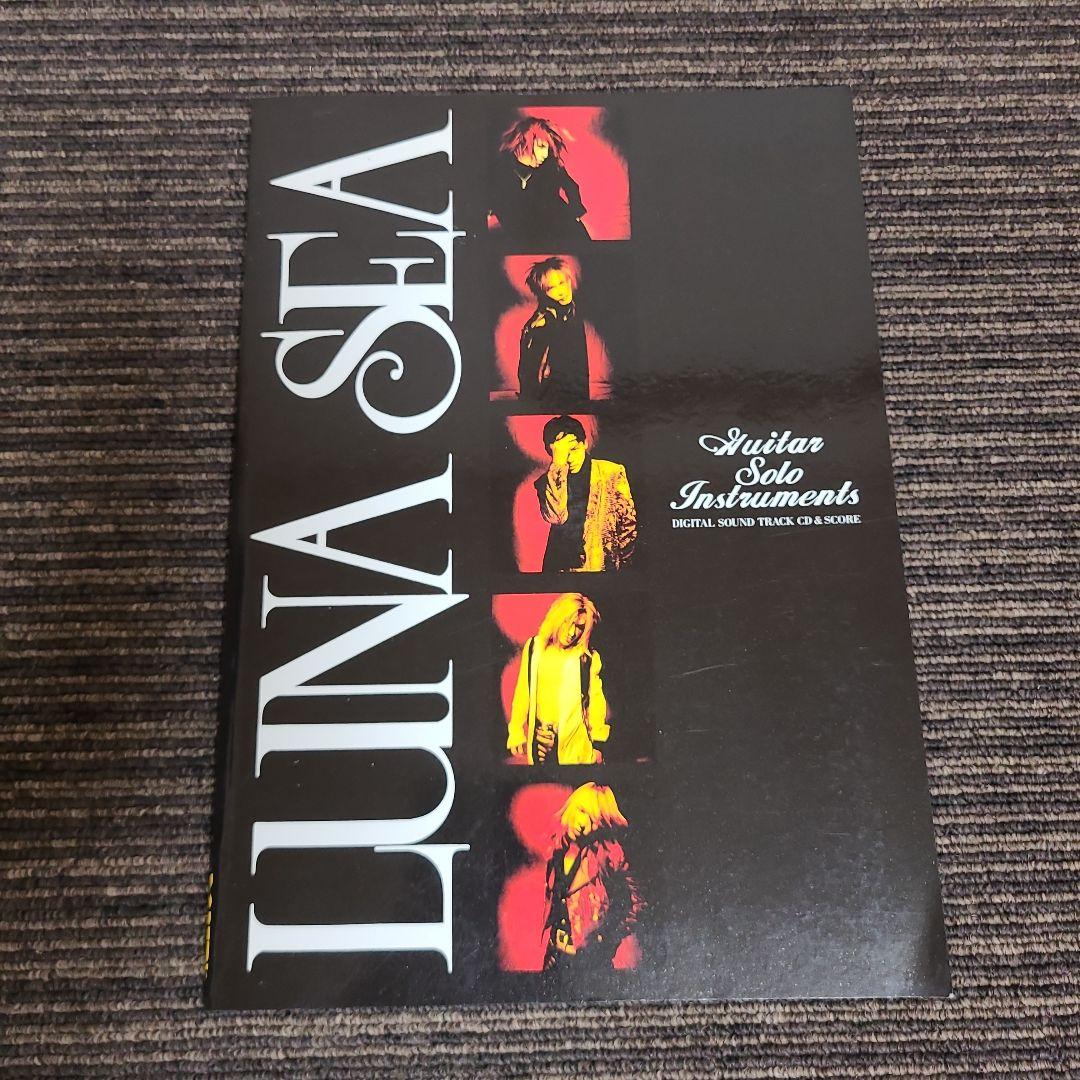 LUNA SEA
Guitar
Solo
Instruments
DIGITAL SOUND TRACK CD & SCORE